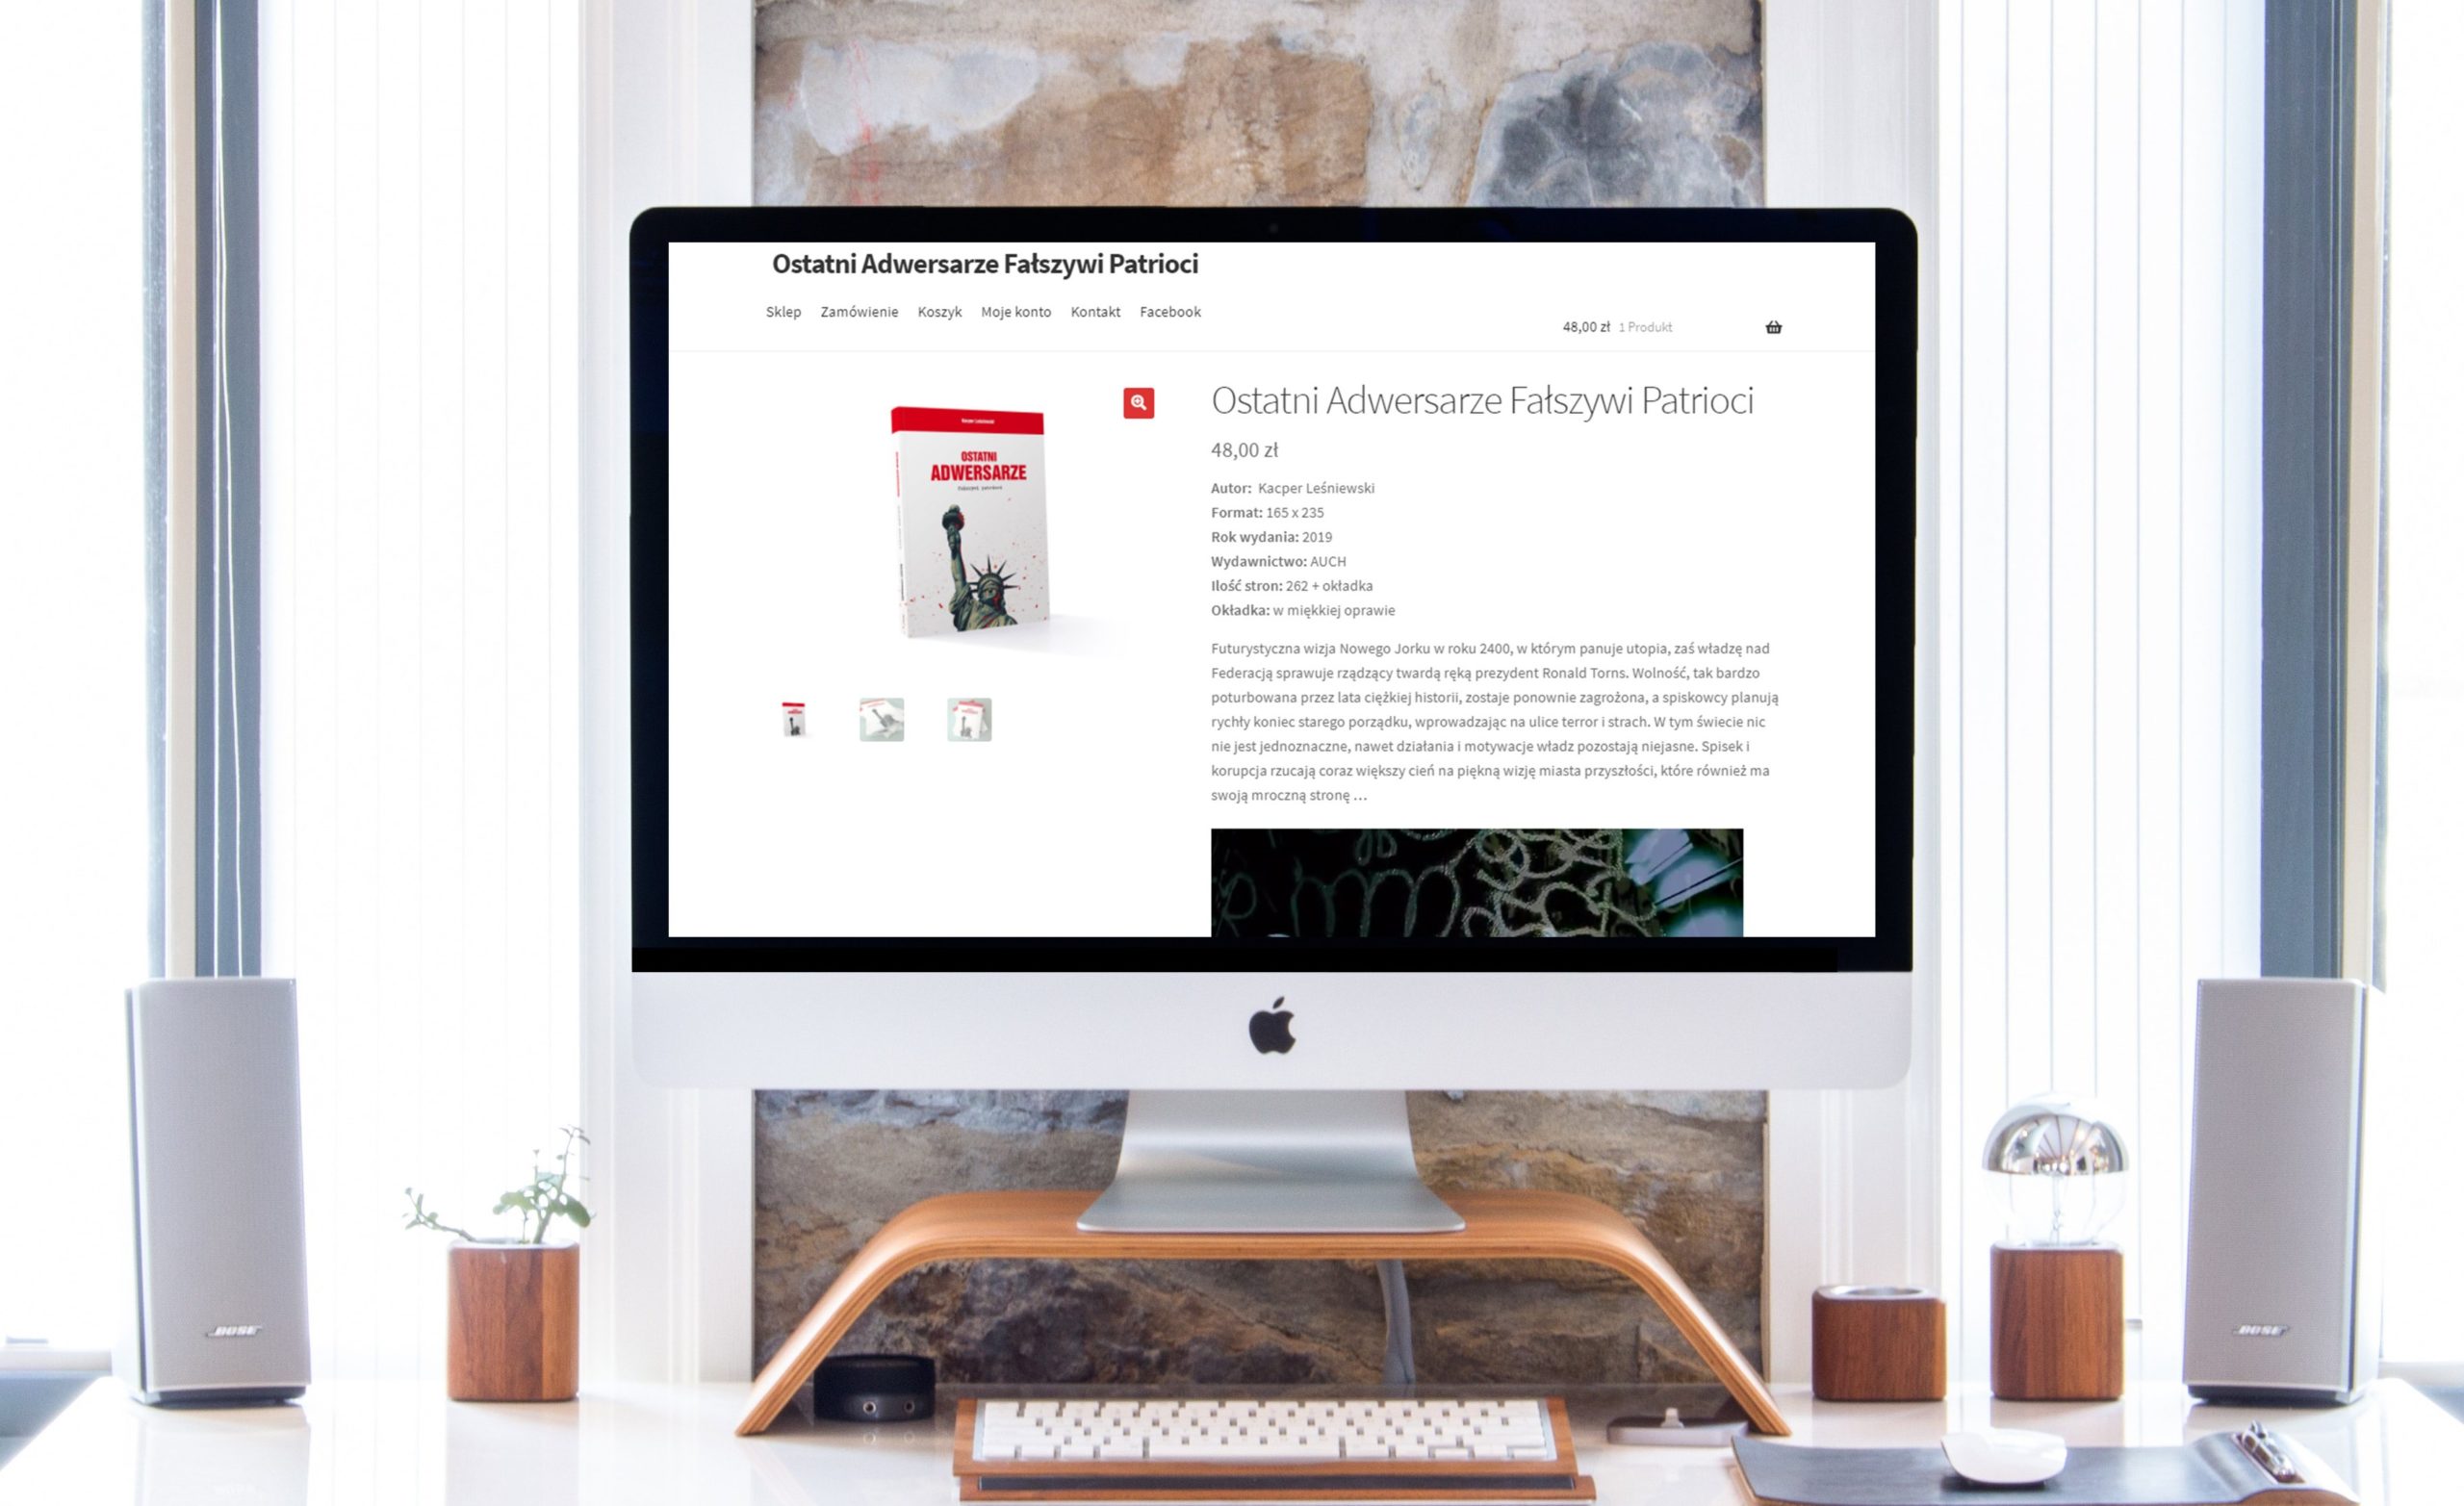 Ostatni Adwersarze Fałszywi Patrioci
Sklep Zamówienie Koszyk Moje konto Kontakt Facebook
48,00 zł 1 Produkt
Kacper Leśniewski
OSTATNI
ADWERSARZE
fałszywi patrioci
Ostatni Adwersarze Fałszywi Patrioci
48,00 zł
Autor: Kacper Leśniewski
Format: 165 x 235
Rok wydania: 2019
Wydawnictwo: AUCH
Ilość stron: 262 + okładka
Okładka: w miękkiej oprawie
Futurystyczna wizja Nowego Jorku w roku 2400, w którym panuje utopia, zaś władzę nad
Federacją sprawuje rządzący twardą ręką prezydent Ronald Torns. Wolność, tak bardzo
poturbowana przez lata ciężkiej historii, zostaje ponownie zagrożona, a spiskowcy planują
rychły koniec starego porządku, wprowadzając na ulice terror i strach. W tym świecie nic
nie jest jednoznaczne, nawet działania i motywacje władz pozostają niejasne. Spisek i
korupcja rzucają coraz większy cień na piękną wizję miasta przyszłości, które również ma
swoją mroczną stronę …
BOSE
BOSE